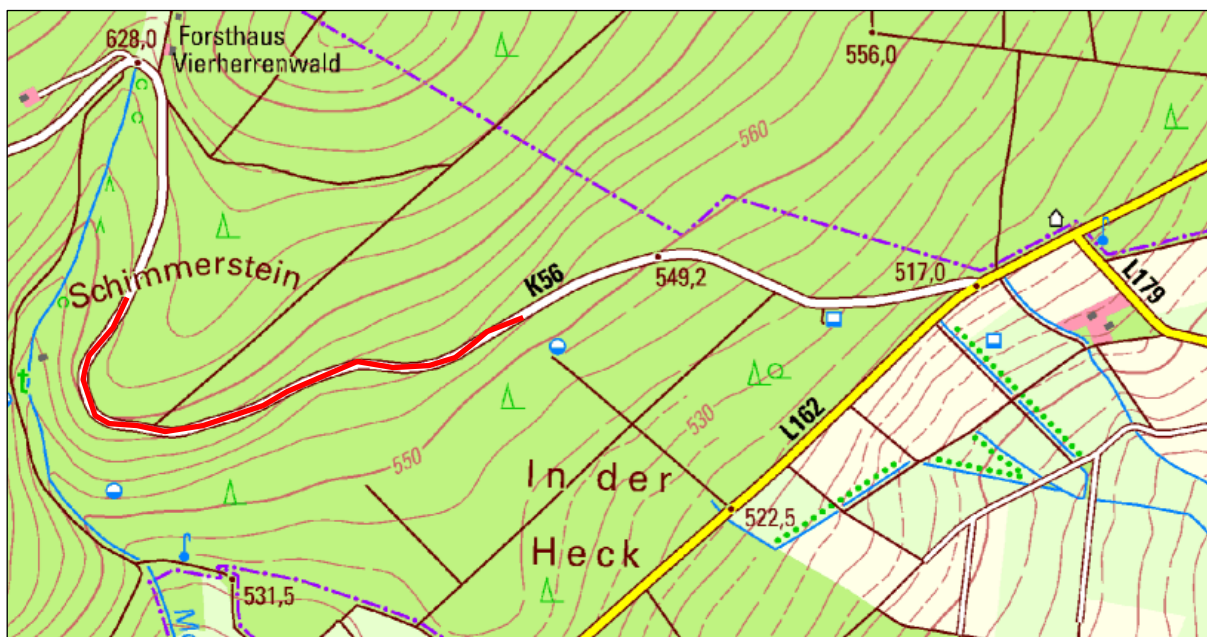 628,0
Forsthaus
Vierherrenwald
556,0
560
Schimmerstein
K56
549,2
517,0
L179
L162
530
550
In der
Heck
522,5
531,5